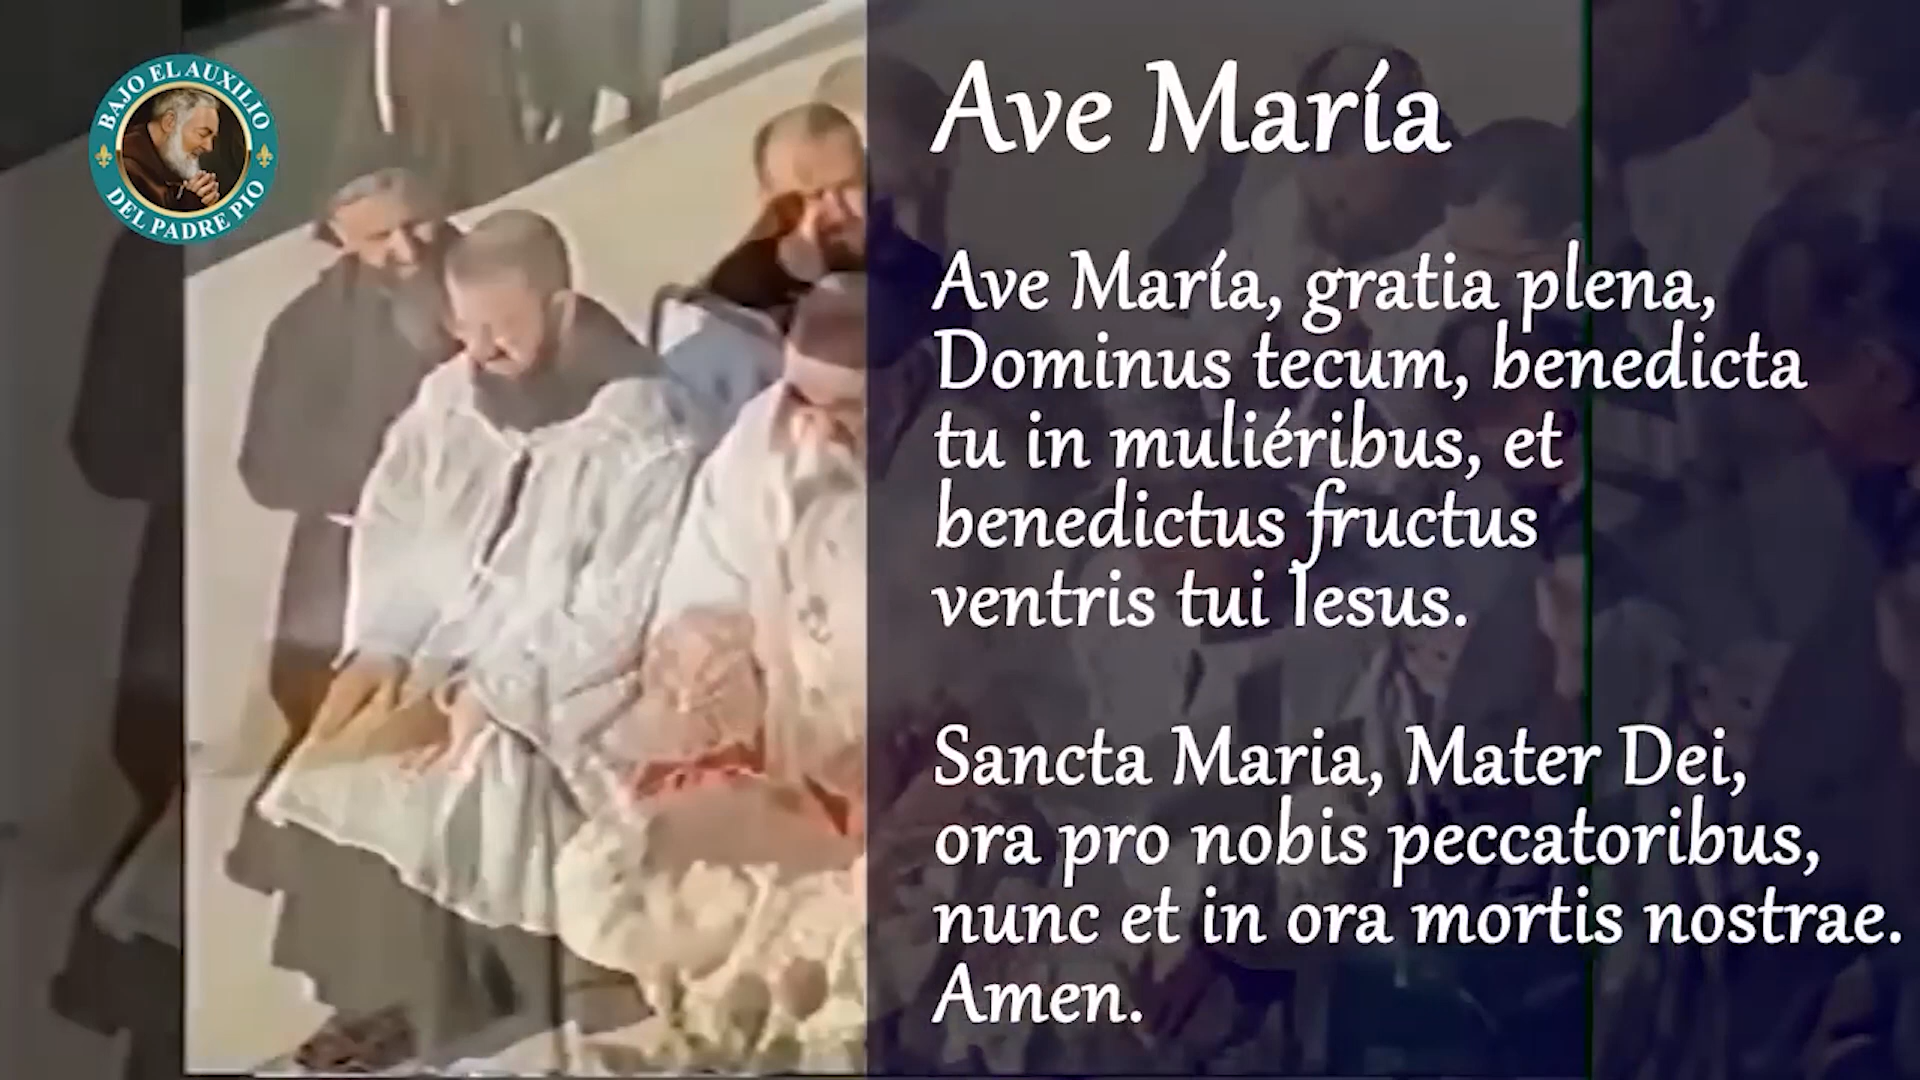 BAJO EL AUXILIO
DEL PADRE PIO
Ave María
Ave María, gratia plena,
Dominus tecum, benedicta
tu in muliéribus, et
benedictus fructus
ventris tui Iesus.
Sancta Maria, Mater Dei,
ora pro nobis peccatoribus,
nunc et in ora mortis nostrae.
Amen.